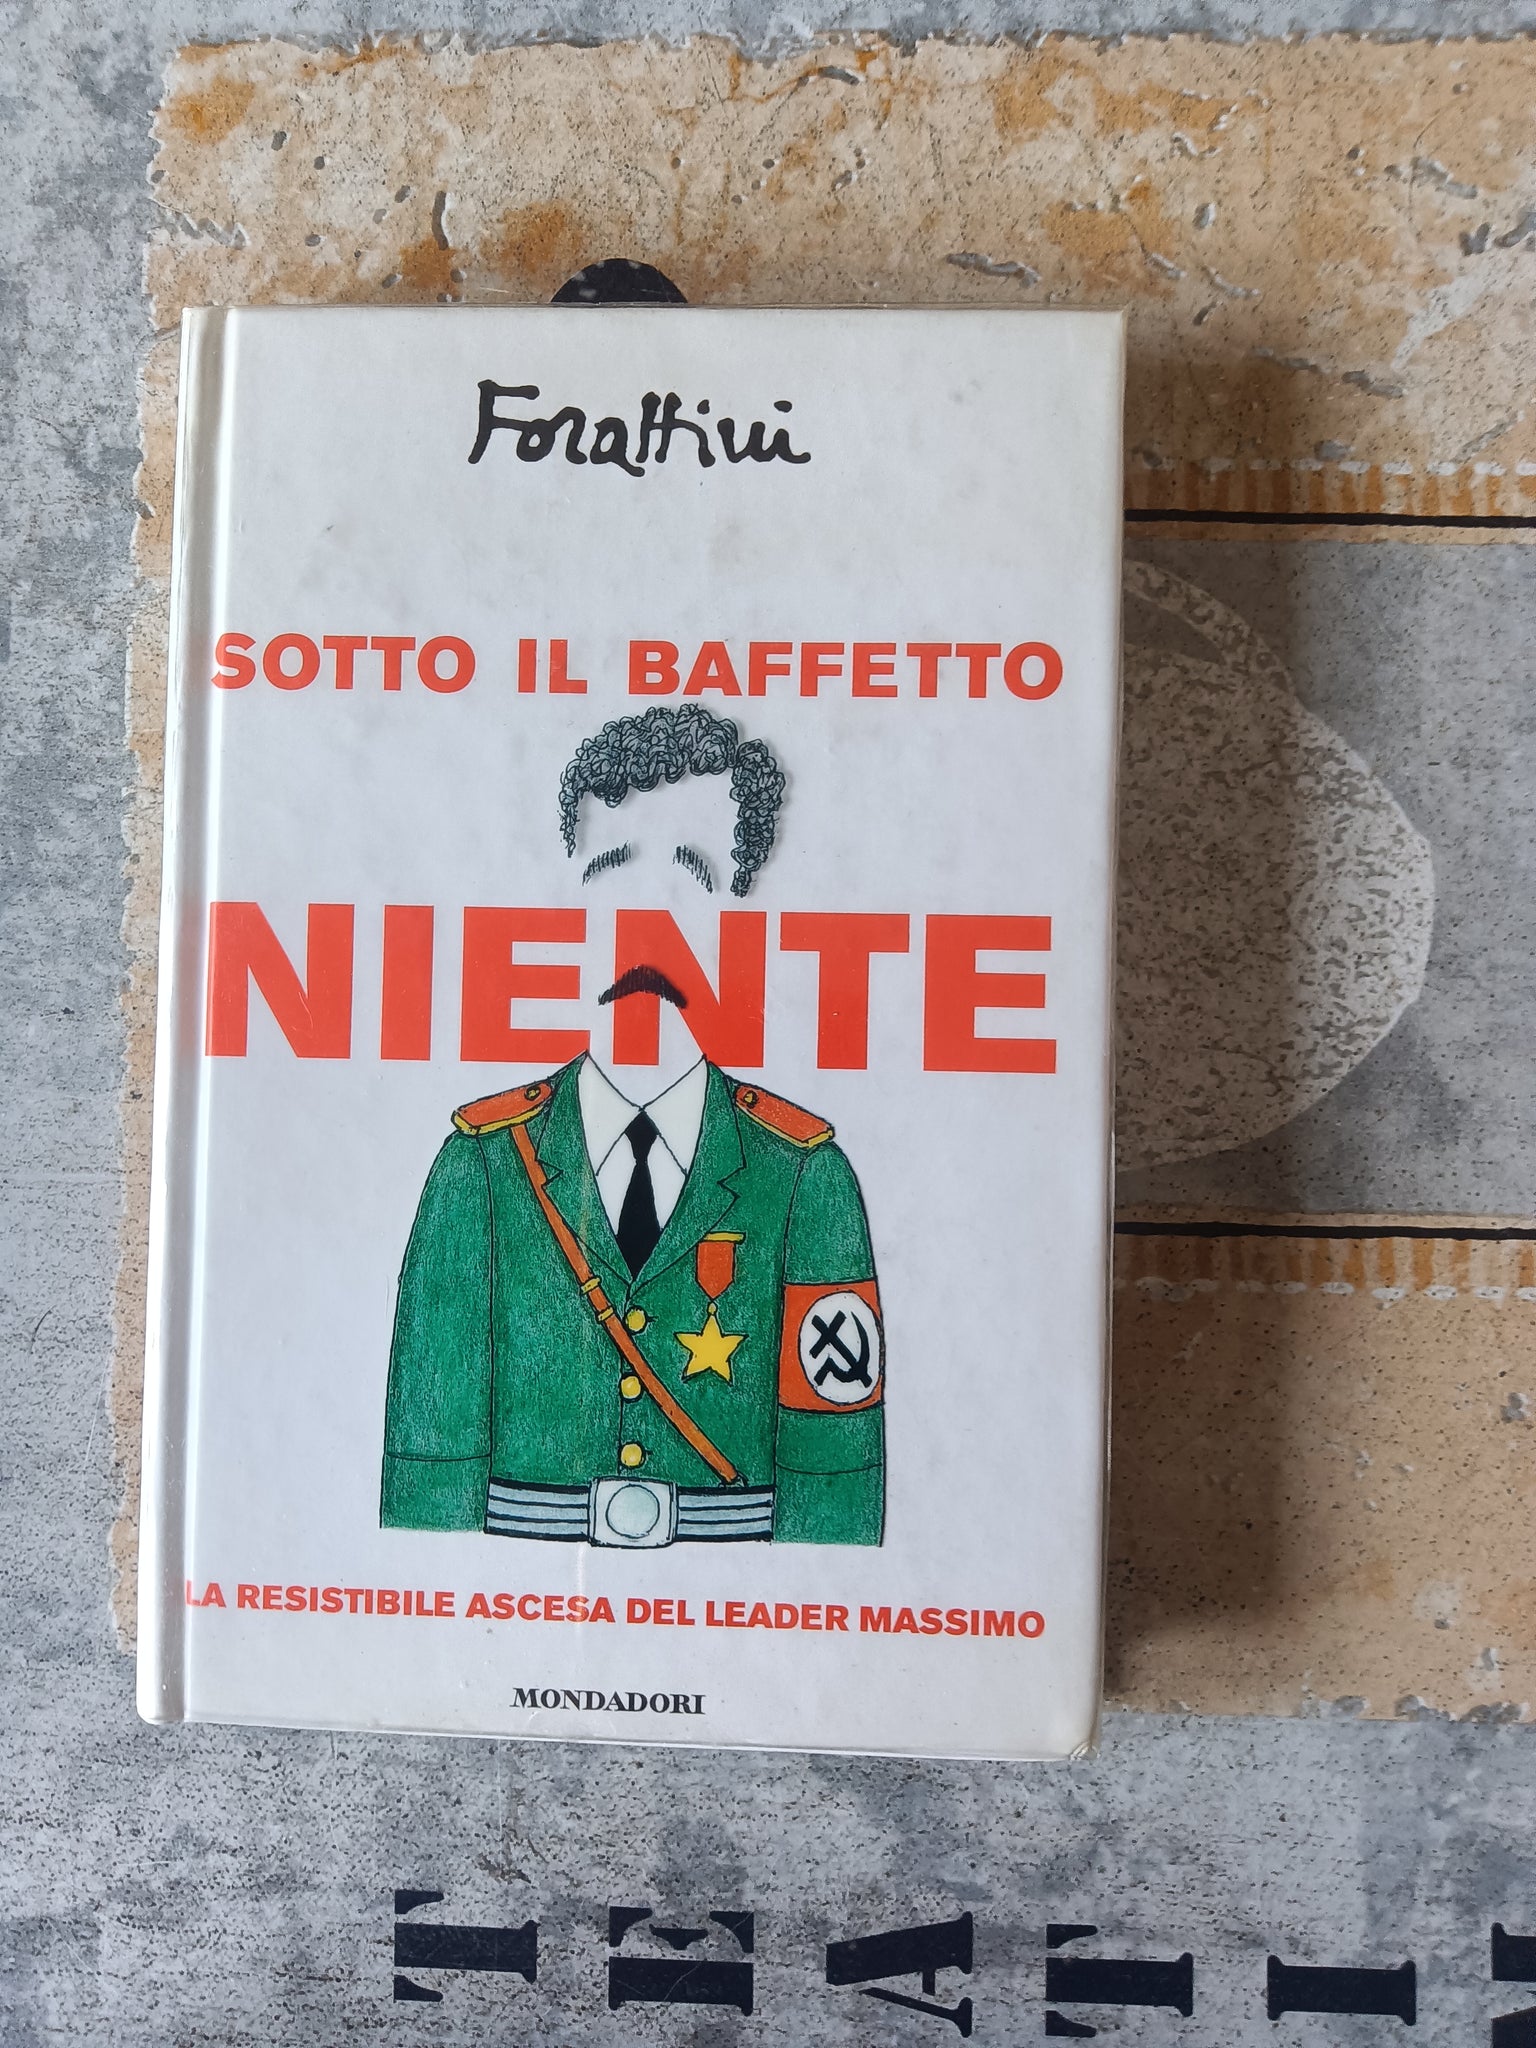 Forattini
SOTTO IL BAFFETTO
NIENTE
LA RESISTIBILE ASCESA DEL LEADER MASSIMO
MONDADORI